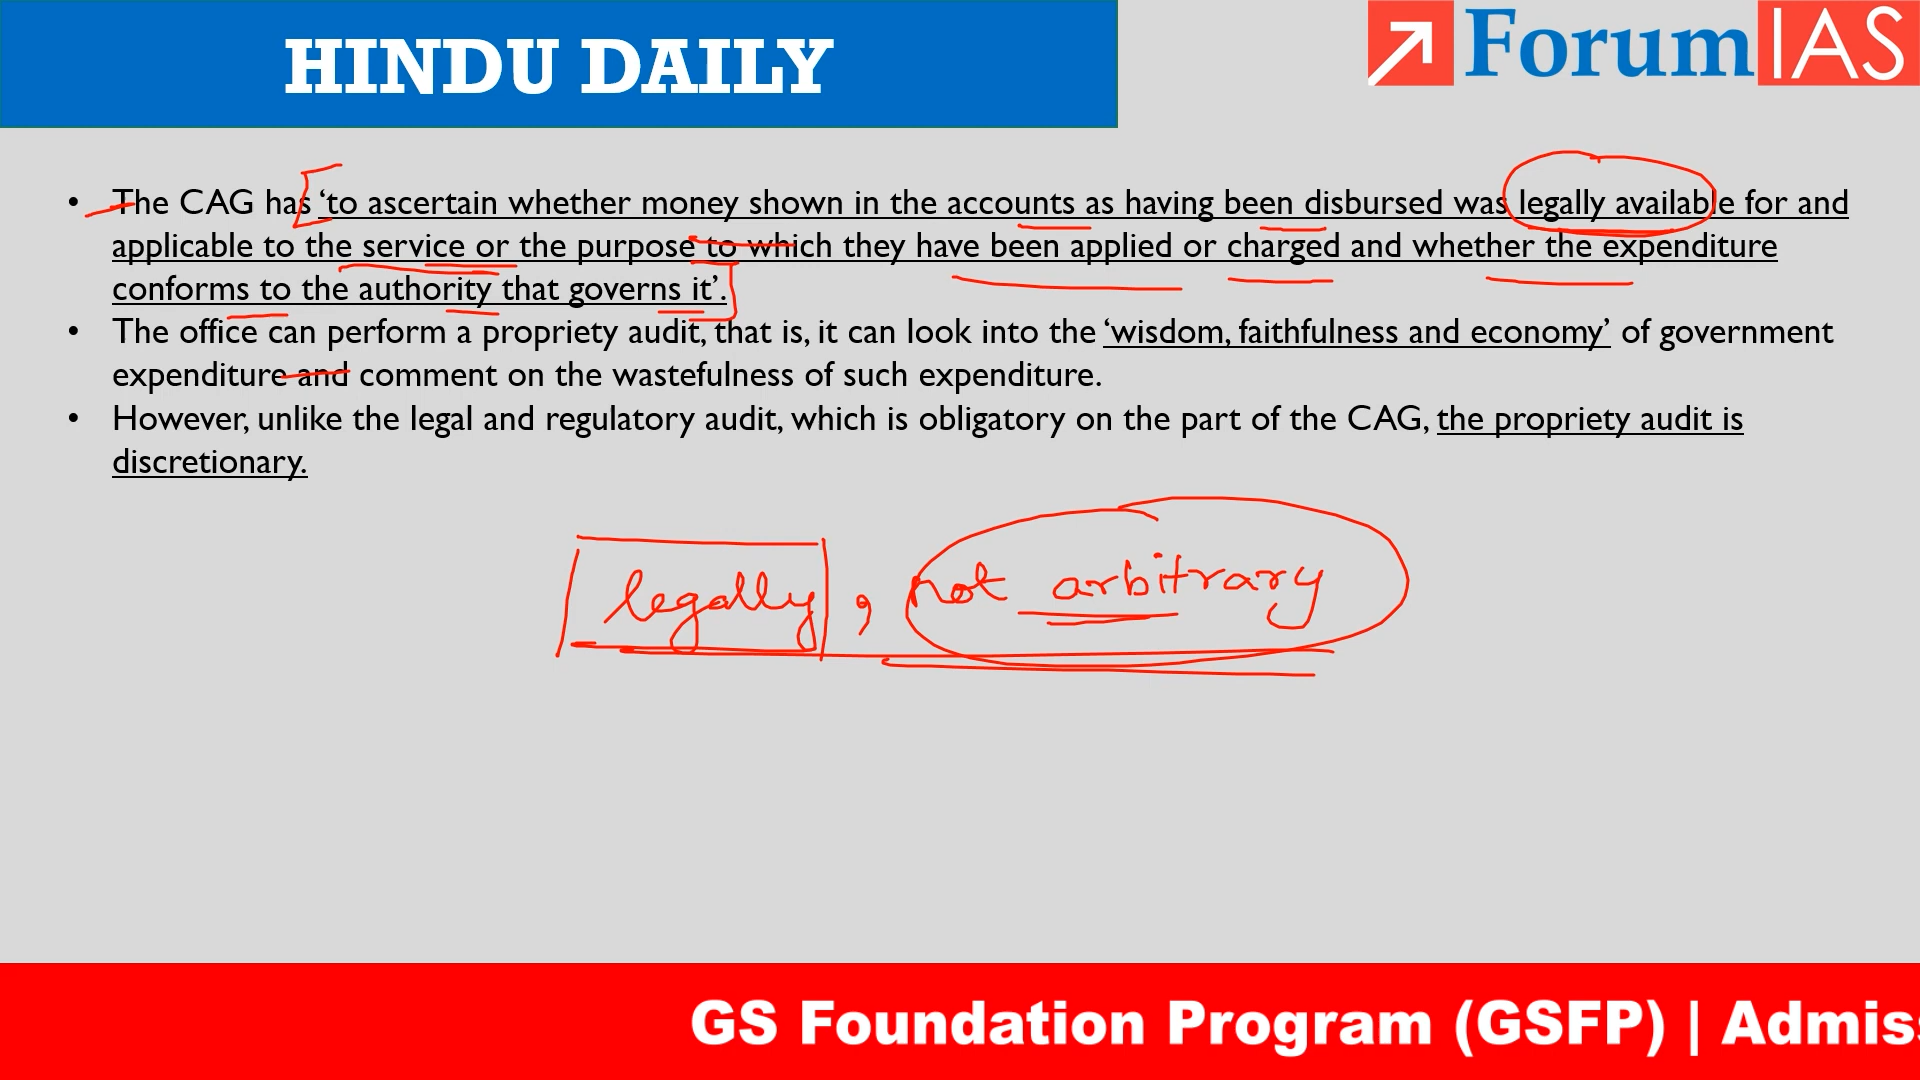 HINDU DAILY
ForumIAS
• The CAG has ‘to ascertain whether money shown in the accounts as having been disbursed was legally available for and
applicable to the service or the purpose to which they have been applied or charged and whether the expenditure
conforms to the authority that governs it’.
• The office can perform a propriety audit, that is, it can look into the ‘wisdom, faithfulness and economy’ of government
expenditure and comment on the wastefulness of such expenditure.
• However, unlike the legal and regulatory audit, which is obligatory on the part of the CAG, the propriety audit is
discretionary.
legally, not arbitrary
GS Foundation Program (GSFP) | Admiss